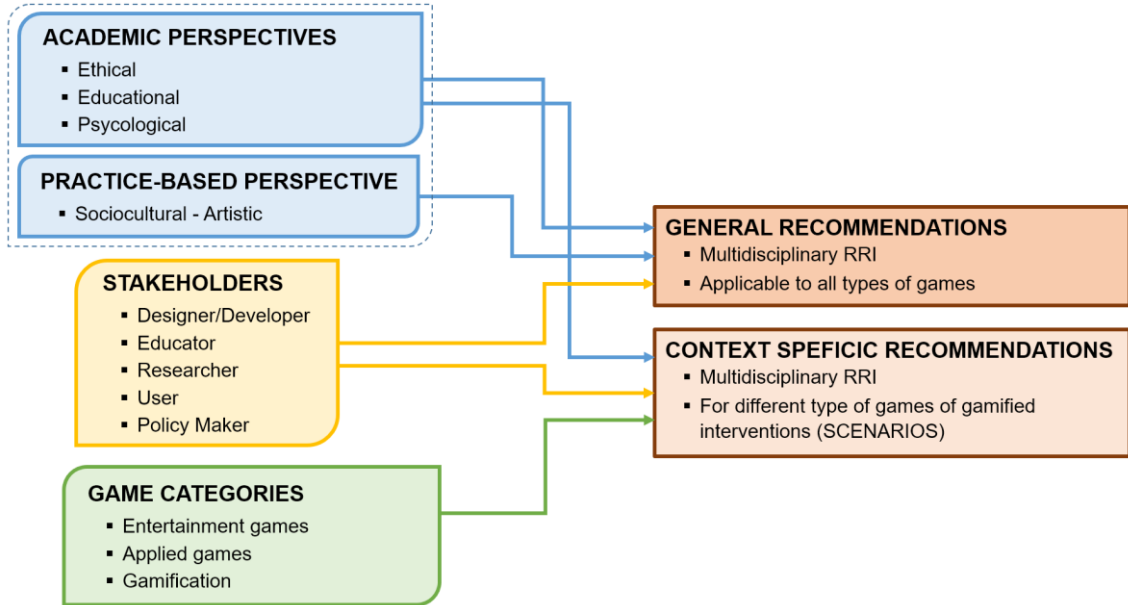 ACADEMIC PERSPECTIVES
▪ Ethical
▪ Educational
▪ Psycological
PRACTICE-BASED PERSPECTIVE
▪ Sociocultural - Artistic
STAKEHOLDERS
▪ Designer/Developer
▪ Educator
▪ Researcher
▪ User
▪ Policy Maker
GAME CATEGORIES
▪ Entertainment games
▪ Applied games
▪ Gamification
GENERAL RECOMMENDATIONS
▪ Multidisciplinary RRI
▪ Applicable to all types of games
CONTEXT SPEFICIC RECOMMENDATIONS
▪ Multidisciplinary RRI
▪ For different type of games of gamified
interventions (SCENARIOS)